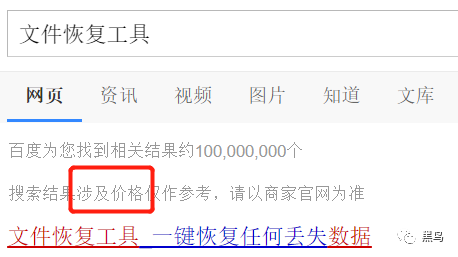 文件恢复工具
网页 资讯 视频 图片 知道 文库
百度为您找到相关结果约100,000,000个
搜索结果涉及价格仅作参考，请以商家官网为准
文件恢复工具_一键恢复任何丢失数据
黑鸟